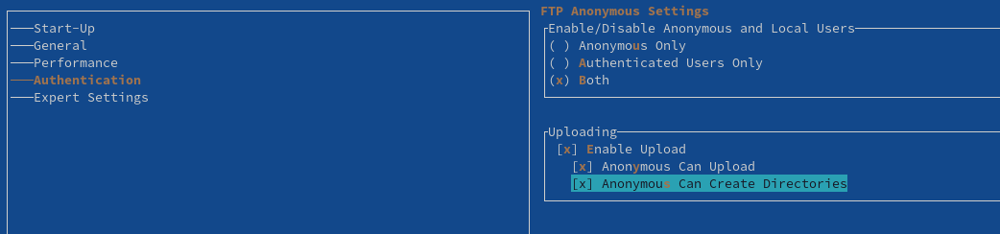 Start-Up
General
Performance
Authentication
Expert Settings
FTP Anonymous Settings
Enable/Disable Anonymous and Local Users
( ) Anonymous Only
( ) Authenticated Users Only
(x) Both
Uploading
[x] Enable Upload
[x] Anonymous Can Upload
[x] Anonymous Can Create Directories